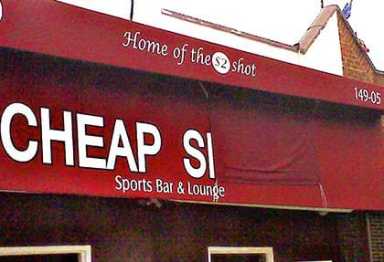 Home of the $2 shot
149-05
CHEAP SI
Sports Bar & Lounge